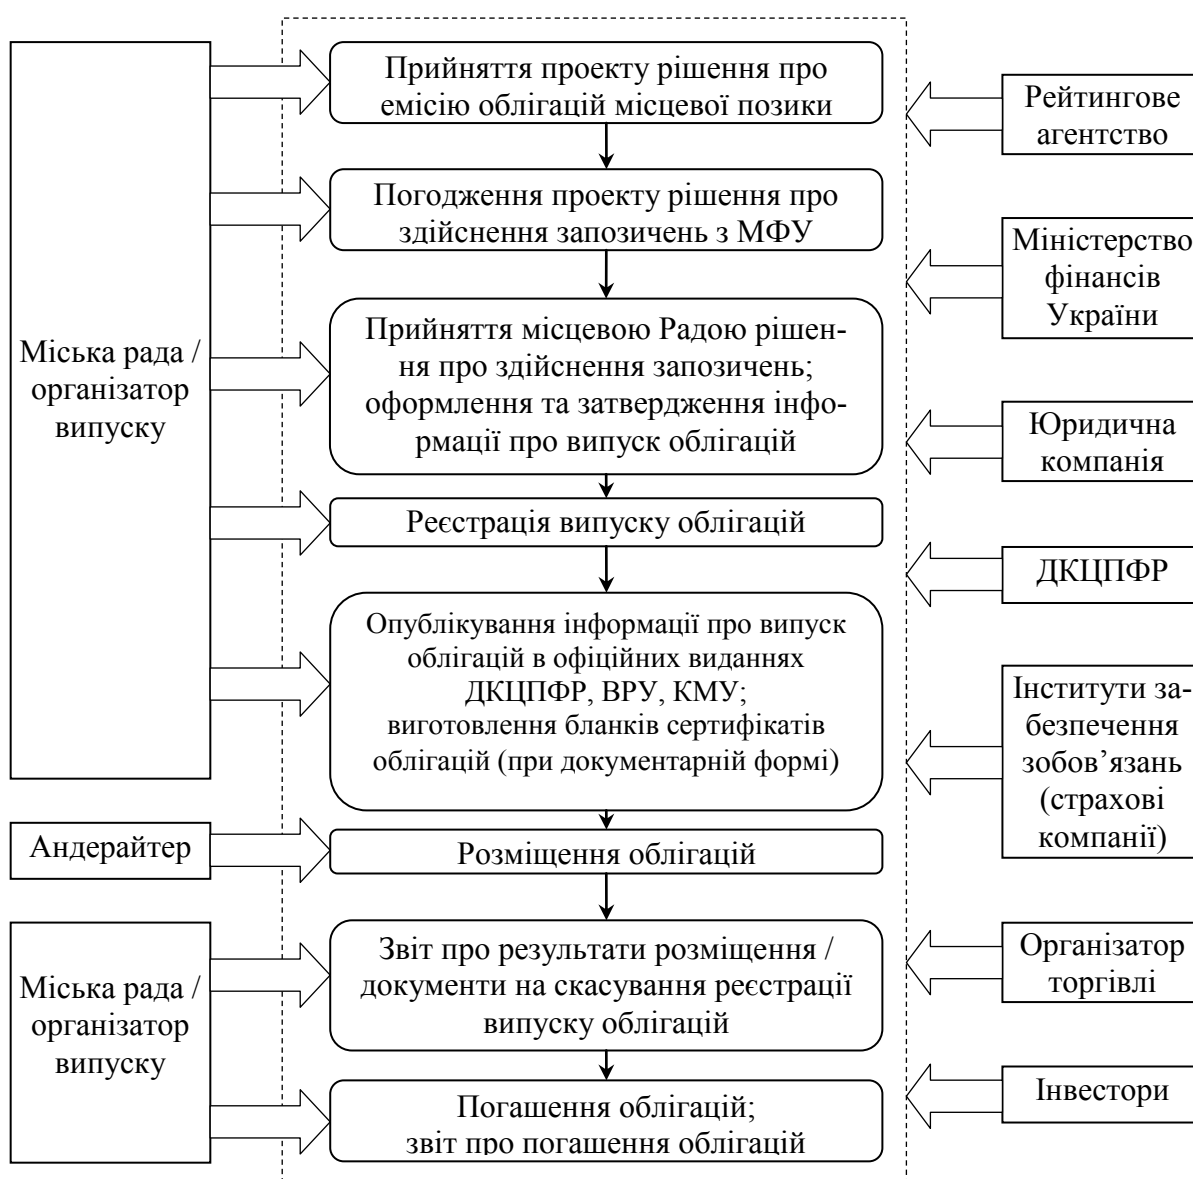 Міська рада /
організатор
випуску
Андерайтер
Міська рада /
організатор
випуску
Прийняття проекту рішення про
емісію облігацій місцевої позики
Погодження проекту рішення про
здійснення запозичень з МФУ
Прийняття місцевою Радою рішен-
ня про здійснення запозичень;
оформлення та затвердження інфо-
рмації про випуск облігацій
Реєстрація випуску облігацій
Опублікування інформації про випуск
облігацій в офіційних виданнях
ДКЦПФР, ВРУ, КМУ;
виготовлення бланків сертифікатів
облігацій (при документарній формі)
Розміщення облігацій
Звіт про результати розміщення /
документи на скасування реєстрації
випуску облігацій
Погашення облігацій;
звіт про погашення облігацій
Рейтингове
агентство
Міністерство
фінансів
України
Юридична
компанія
ДКЦПФР
Інститути за-
безпечення
зобов’язань
(страхові
компанії)
Організатор
торгівлі
Інвестори